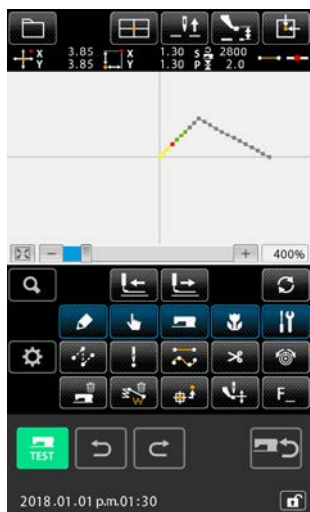 X 3.85 X 1.30 S 2800
Y 3.85 Y 1.30 P 2.0
400%
F_
TEST
2018.01.01 p.m.01:30